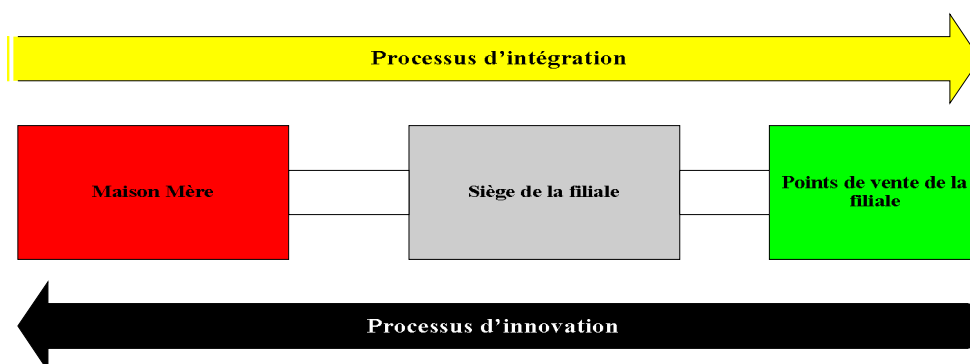 Processus d'intégration
Maison Mère
Siège de la filiale
Points de vente de la
filiale
Processus d'innovation